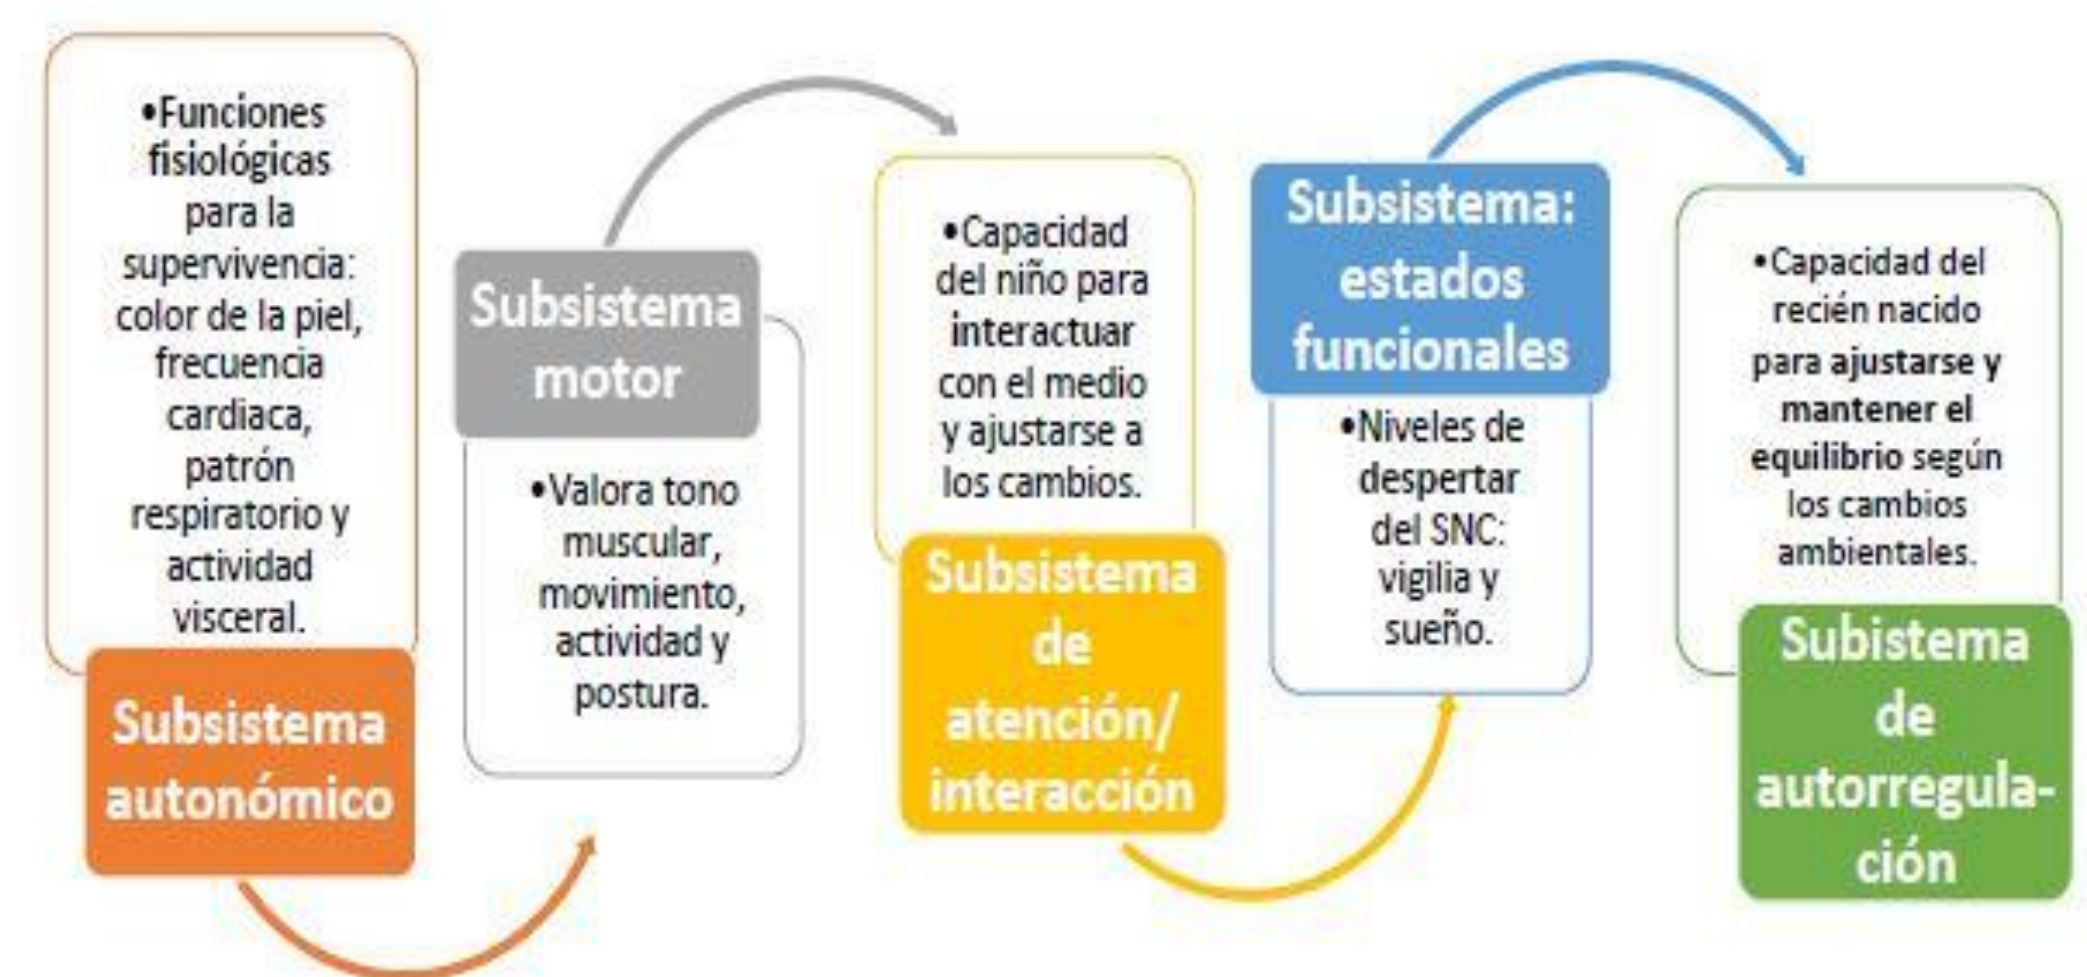 •Funciones
fisiológicas
para la
supervivencia:
color de la piel,
frecuencia
cardiaca,
patrón
respiratorio y
actividad
visceral.
Subsistema
autonómico
Subsistema
motor
•Valora tono
muscular,
movimiento,
actividad y
postura.
•Capacidad
del niño para
interactuar
con el medio
y ajustarse a
los cambios.
Subsistema
de
atención/
interacción
Subsistema:
estados
funcionales
•Niveles de
despertar
del SNC:
vigilia y
sueño.
•Capacidad del
recién nacido
para ajustarse y
mantener el
equilibrio según
los cambios
ambientales.
Subistema
de
autorregula-
ción